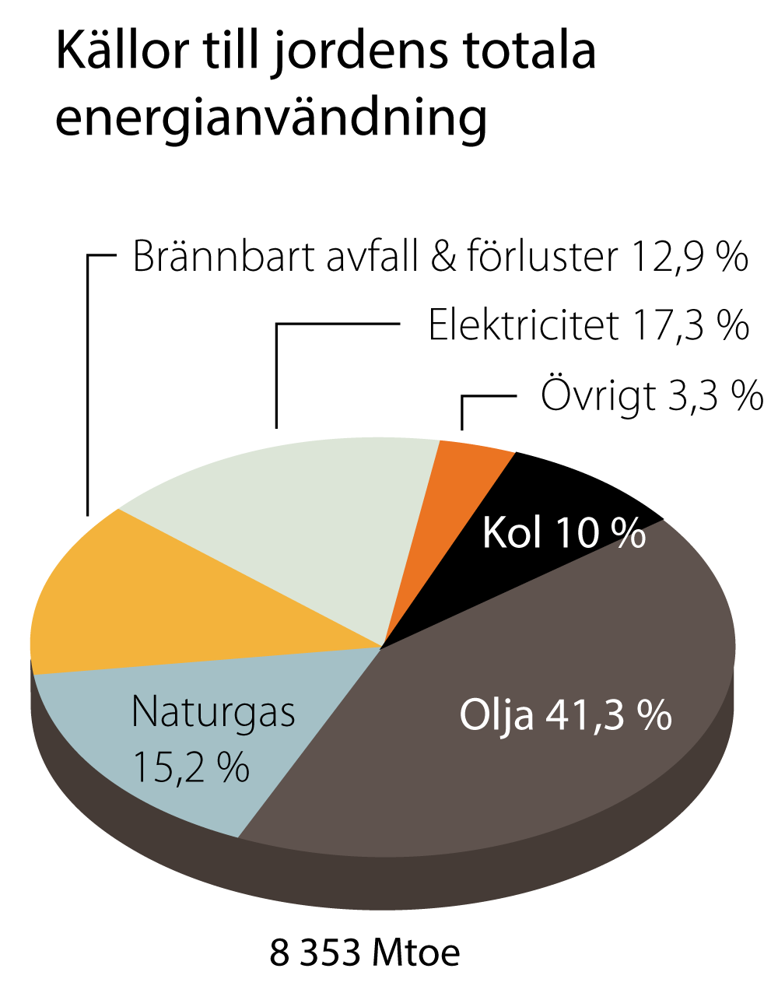 Källor till jordens totala
energianvändning
Brännbart avfall & förluster 12,9 %
Elektricitet 17,3 %
Övrigt 3,3 %
Kol 10 %
Olja 41,3 %
Naturgas
15,2 %
8 353 Mtoe